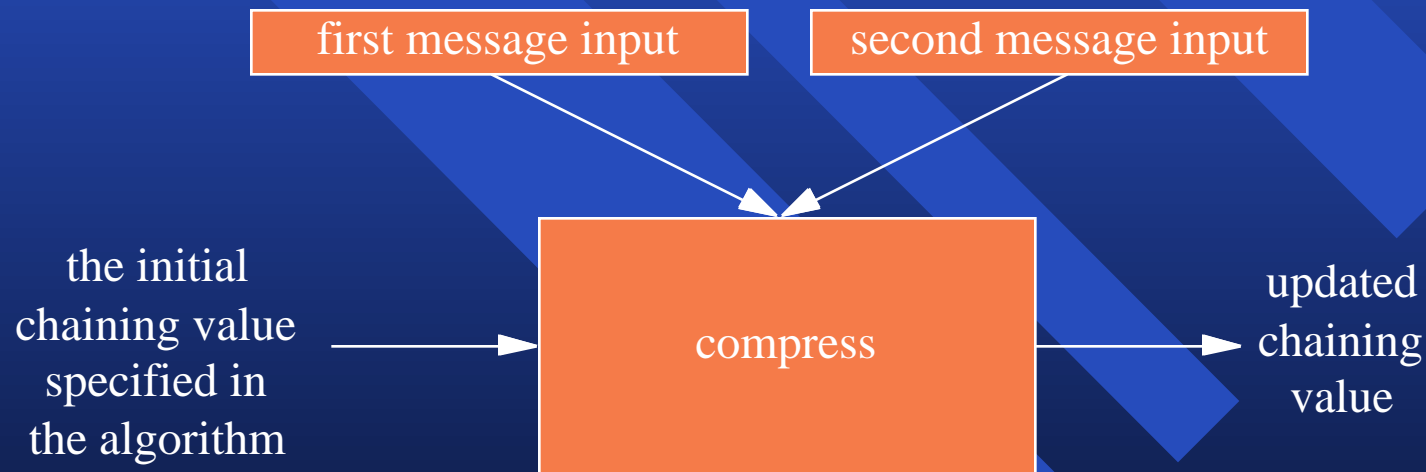 first message input
second message input
the initial
chaining value
specified in
the algorithm
compress
updated
chaining
value